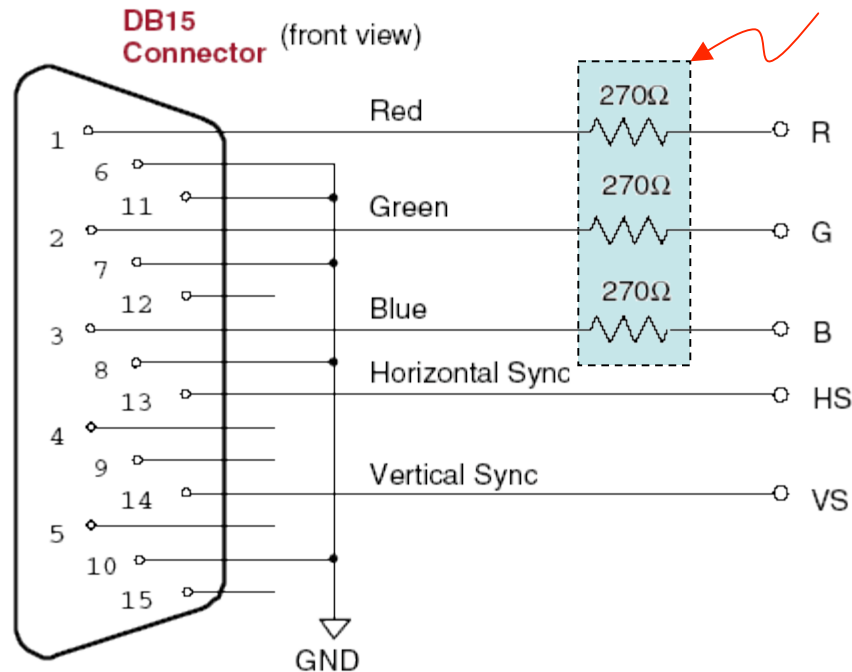 DB15
Connector (front view)
270Ω
Red
1
R
6
270Ω
11
Green
2
G
7
270Ω
12
Blue
3
B
8
Horizontal Sync
13
HS
4
9
Vertical Sync
14
VS
5
10
15
GND